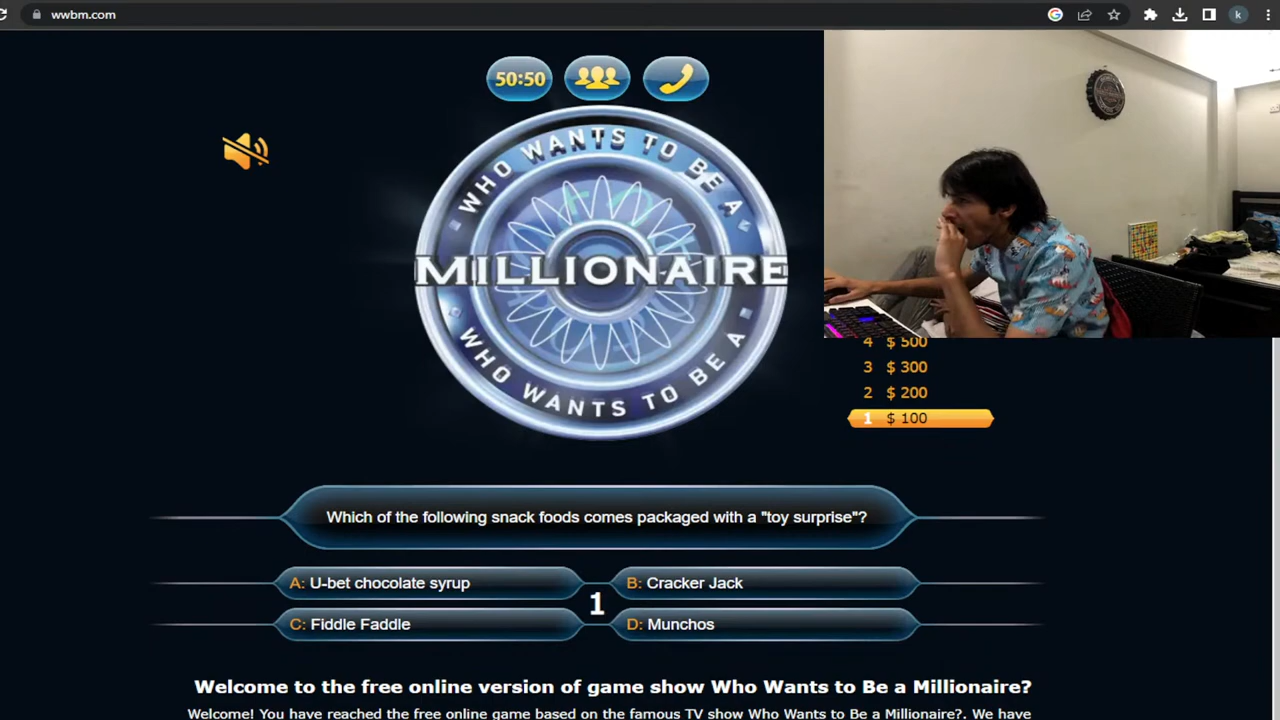 wwbm.com
k
50:50
WHO WANTS TO BE A
MILLIONAIRE
WHO WANTS TO BE A
4 $ 500
3 $ 300
2 $ 200
1 $ 100
Which of the following snack foods comes packaged with a "toy surprise"?
A: U-bet chocolate syrup
B: Cracker Jack
1
C: Fiddle Faddle
D: Munchos
Welcome to the free online version of game show Who Wants to Be a Millionaire?
Welcome! You have reached the free online game based on the famous TV show Who Wants to Be a Millionaire?. We have